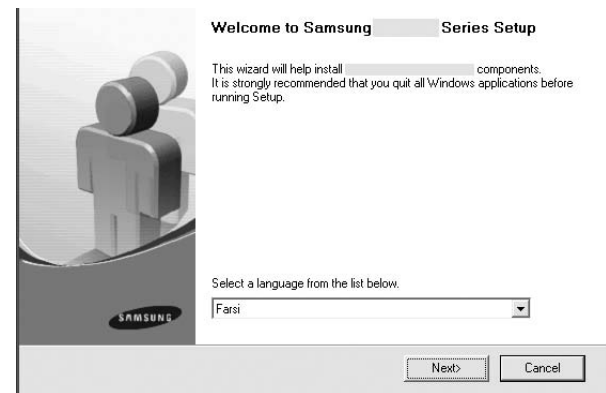 Welcome to Samsung Series Setup
This wizard will help install components.
It is strongly recommended that you quit all Windows applications before
running Setup.
Select a language from the list below.
Farsi
SAMSUNG
Next>
Cancel